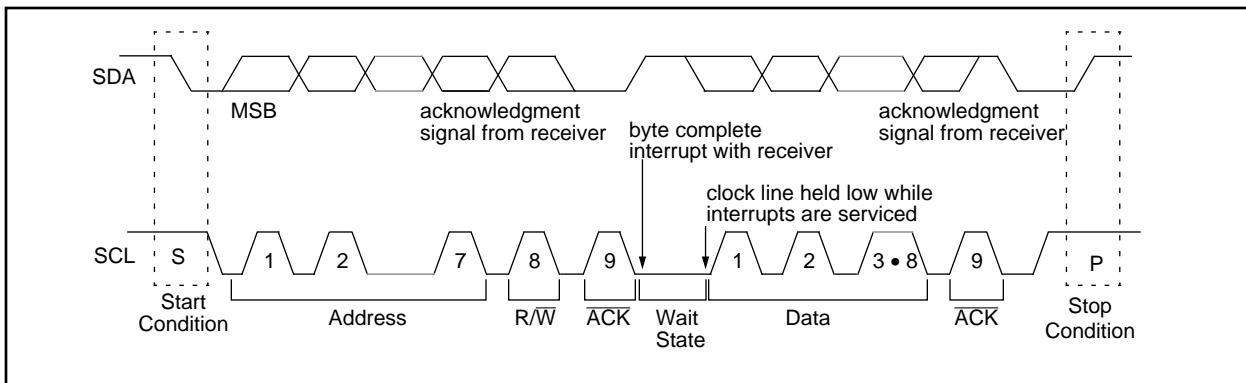 SDA
MSB
acknowledgment
signal from receiver
byte complete
interrupt with receiver
acknowledgment
signal from receiver
clock line held low while
interrupts are serviced
SCL
S
1
2
7
8
9
1
2
3 • 8
9
P
Start
Condition
Address
R/W̅
A̅C̅K̅
Wait
State
Data
A̅C̅K̅
Stop
Condition